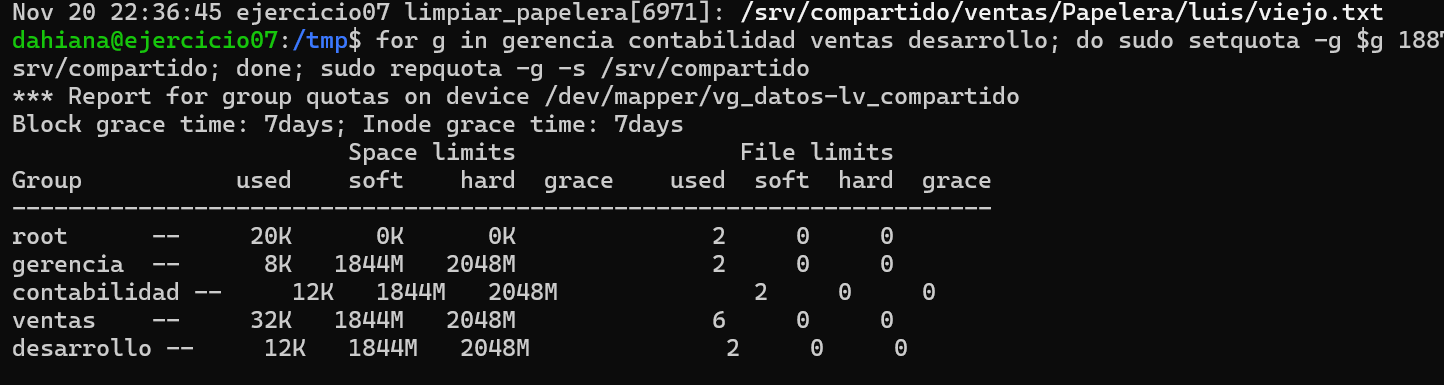 Nov 20 22:36:45 ejercicio07 limpiar_papelera[6971]: /srv/compartido/ventas/Papelera/luis/viejo.txt
dahiana@ejercicio07:/tmp$ for g in gerencia contabilidad ventas desarrollo; do sudo setquota -g $g 1887
srv/compartido; done; sudo repquota -g -s /srv/compartido
*** Report for group quotas on device /dev/mapper/vg_datos-lv_compartido
Block grace time: 7days; Inode grace time: 7days
                        Space limits                File limits
Group           used    soft    hard  grace    used  soft  hard  grace
----------------------------------------------------------------------
root      --     20K      0K      0K              2     0     0
gerencia  --      8K   1844M   2048M              2     0     0
contabilidad --     12K   1844M   2048M              2     0     0
ventas    --     32K   1844M   2048M              6     0     0
desarrollo --     12K   1844M   2048M              2     0     0